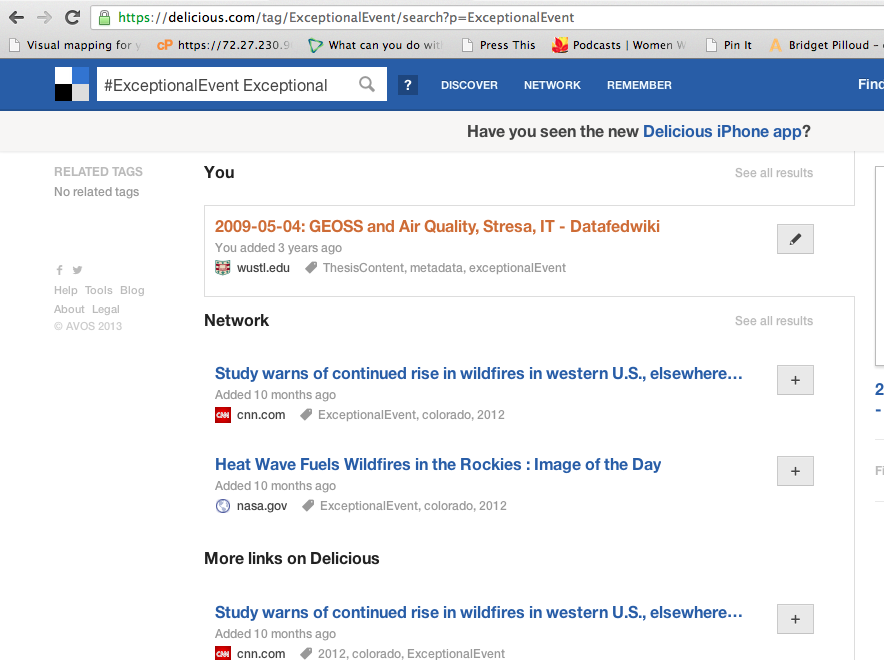 https://delicious.com/tag/ExceptionalEvent/search?p=ExceptionalEvent
Visual mapping for y
cP https://72.27.230.9
What can you do wit
Press This
Podcasts | Women W
Pin It
Bridget Pilloud –
#ExceptionalEvent Exceptional
?
DISCOVER
NETWORK
REMEMBER
Find
Have you seen the new Delicious iPhone app?
RELATED TAGS
No related tags
Help Tools Blog
About Legal
© AVOS 2013
You
See all results
2009-05-04: GEOSS and Air Quality, Stresa, IT - Datafedwiki
You added 3 years ago
wustl.edu ThesisContent, metadata, exceptionalEvent
Network
See all results
Study warns of continued rise in wildfires in western U.S., elsewhere…
+
Added 10 months ago
CNN cnn.com ExceptionalEvent, colorado, 2012
Heat Wave Fuels Wildfires in the Rockies : Image of the Day
+
Added 10 months ago
nasa.gov ExceptionalEvent, colorado, 2012
More links on Delicious
Study warns of continued rise in wildfires in western U.S., elsewhere…
+
Added 10 months ago
CNN cnn.com 2012, colorado, ExceptionalEvent
2
-
Fi